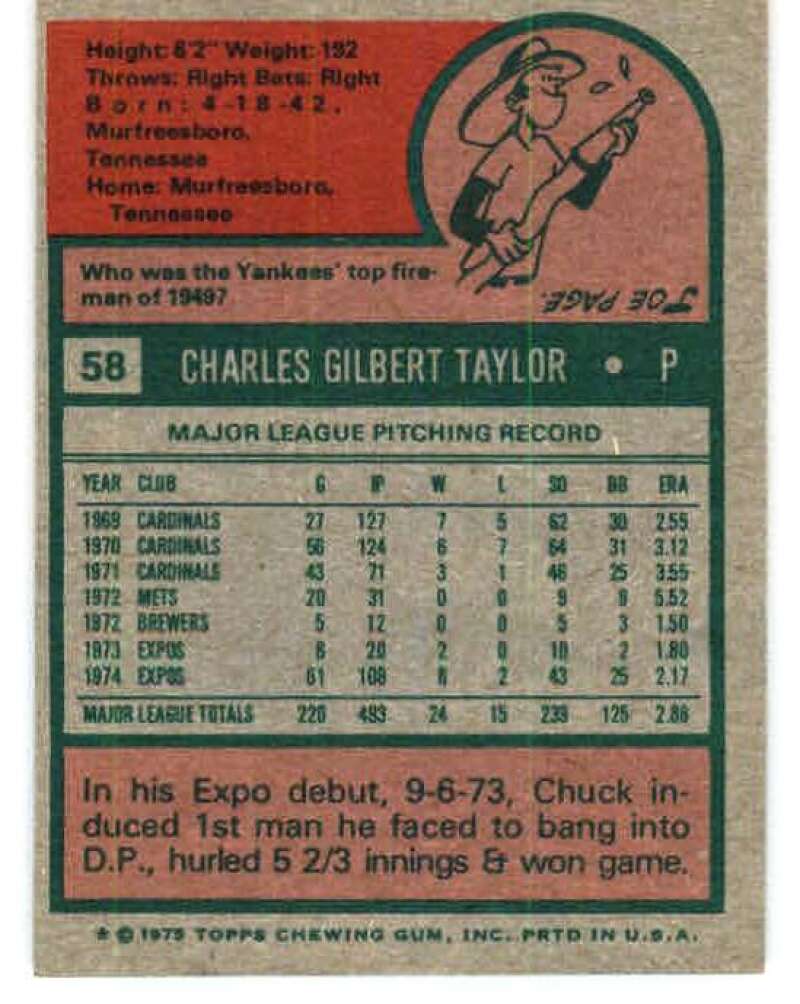 Height: 6'2" Weight: 192
Throws: Right Bats: Right
Born: 4-18-42,
Murfreesboro,
Tennessee
Home: Murfreesboro,
Tennessee
Who was the Yankees' top fire-
man of 1949?
JOE PAGE.
58 CHARLES GILBERT TAYLOR • P
MAJOR LEAGUE PITCHING RECORD
YEAR CLUB G IP W L SO BB ERA
1969 CARDINALS 27 127 7 5 62 30 2.55
1970 CARDINALS 56 124 6 7 64 31 3.12
1971 CARDINALS 43 71 3 1 46 25 3.55
1972 METS 20 31 0 0 9 9 5.52
1972 BREWERS 5 12 0 0 5 3 1.50
1973 EXPOS 8 20 2 0 10 2 1.80
1974 EXPOS 61 108 6 2 43 25 2.17
MAJOR LEAGUE TOTALS 220 493 24 15 239 125 2.86
In his Expo debut, 9-6-73, Chuck in-
duced 1st man he faced to bang into
D.P., hurled 5 2/3 innings & won game.
* © 1975 TOPPS CHEWING GUM, INC. PRTD IN U.S.A.